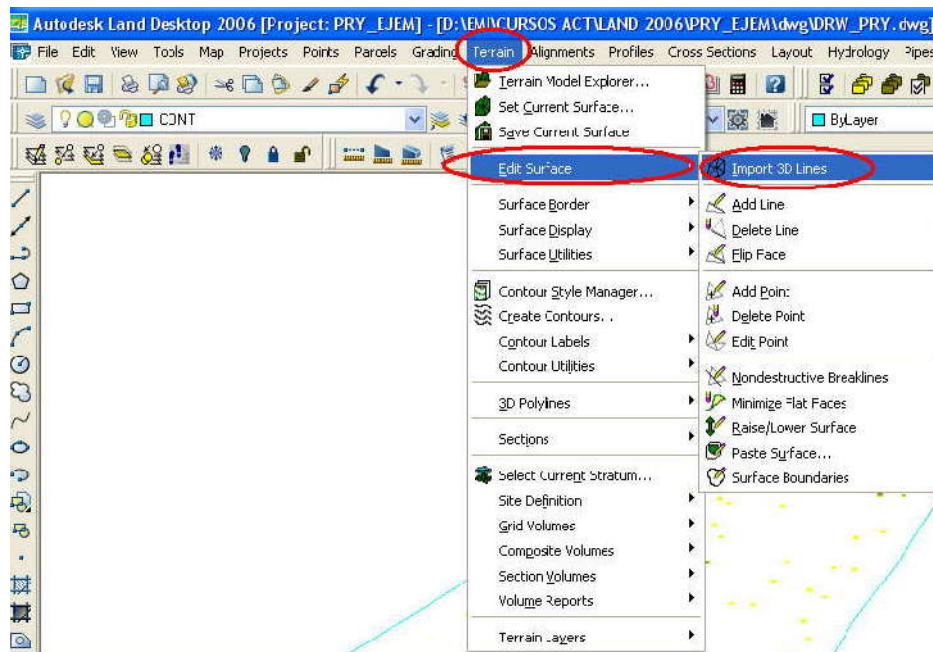 Autodesk Land Desktop 2006 [Project: PRY_EJEM] - [D:\EMI\CURSOS ACT\LAND 2006\PRY_EJEM\dwg\DRW_PRY.dwg]
File Edit View Tools Map Projects Points Parcels Grading Terrain Alignments Profiles Cross Sections Layout Hydrology Pipes
CONT
ByLayer
Terrain Model Explorer...
Set Current Surface...
Save Current Surface
Edit Surface
Surface Border
Surface Display
Surface Utilities
Contour Style Manager...
Create Contours...
Contour Labels
Contour Utilities
3D Polylines
Sections
Select Current Stratum...
Site Definition
Grid Volumes
Composite Volumes
Section Volumes
Volume Reports
Terrain Layers
Import 3D Lines
Add Line
Delete Line
Flip Face
Add Point
Delete Point
Edit Point
Nondestructive Breaklines
Minimize Flat Faces
Raise/Lower Surface
Paste Surface...
Surface Boundaries